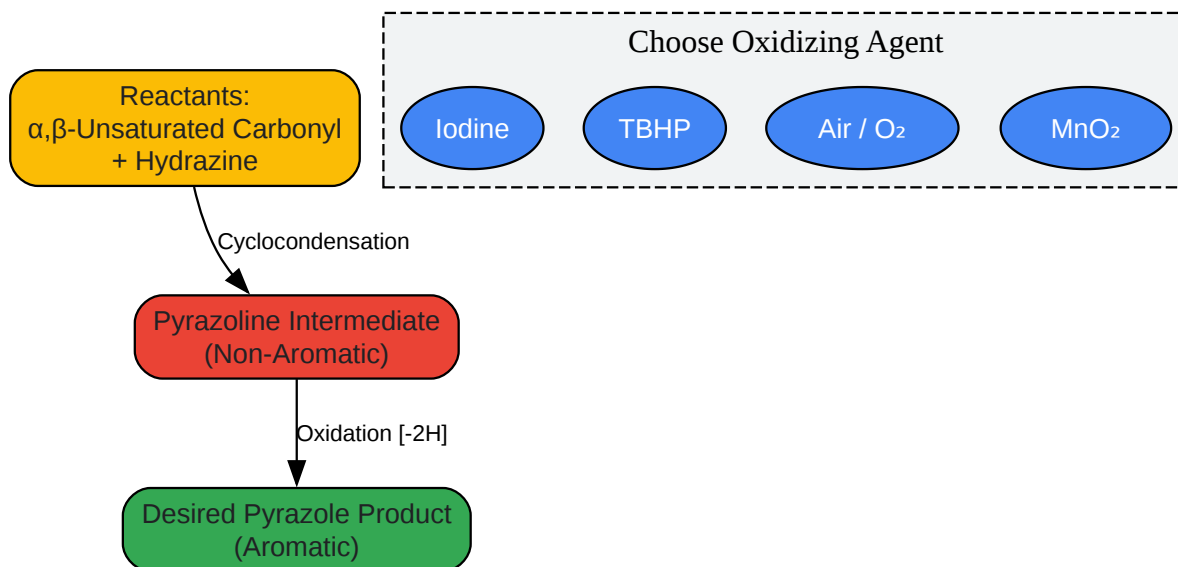 Choose Oxidizing Agent
Iodine
TBHP
Air / O₂
MnO₂
Reactants:
α,β-Unsaturated Carbonyl
+ Hydrazine
Cyclocondensation
Pyrazoline Intermediate
(Non-Aromatic)
Oxidation [-2H]
Desired Pyrazole Product
(Aromatic)